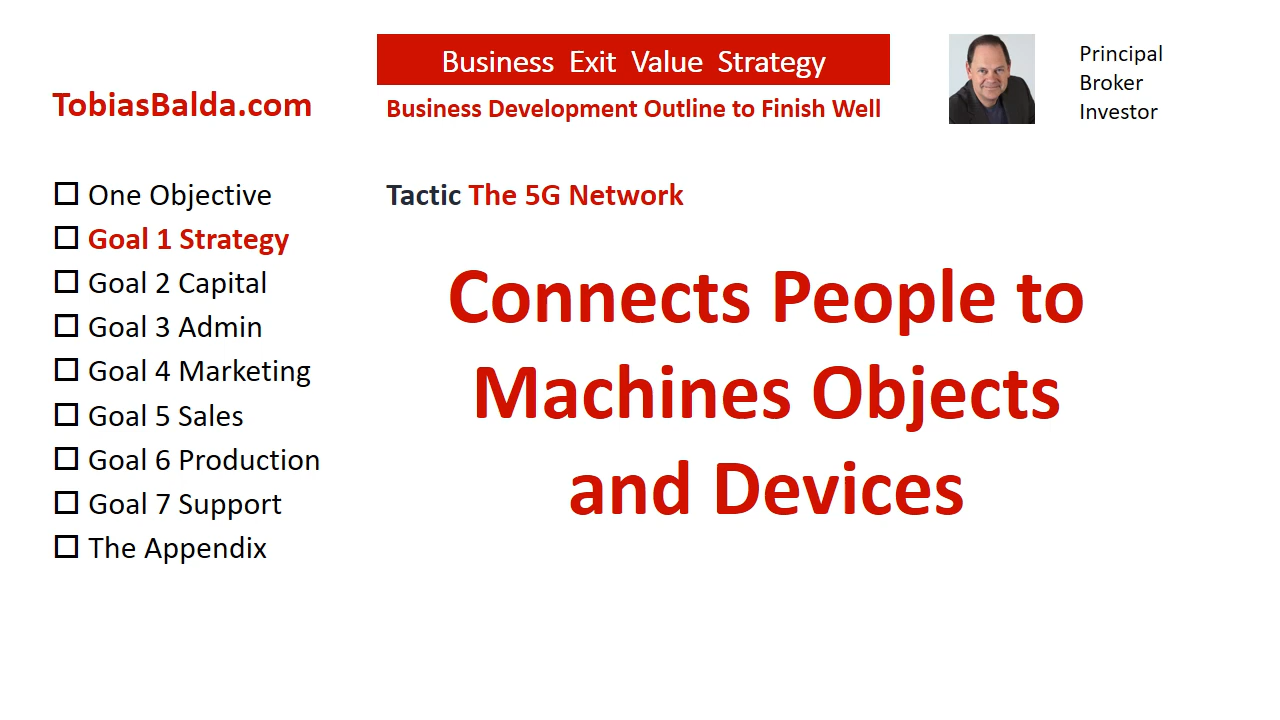 Business Exit Value Strategy
TobiasBalda.com
Business Development Outline to Finish Well
Principal
Broker
Investor
One Objective
Goal 1 Strategy
Goal 2 Capital
Goal 3 Admin
Goal 4 Marketing
Goal 5 Sales
Goal 6 Production
Goal 7 Support
The Appendix
Tactic The 5G Network
Connects People to
Machines Objects
and Devices